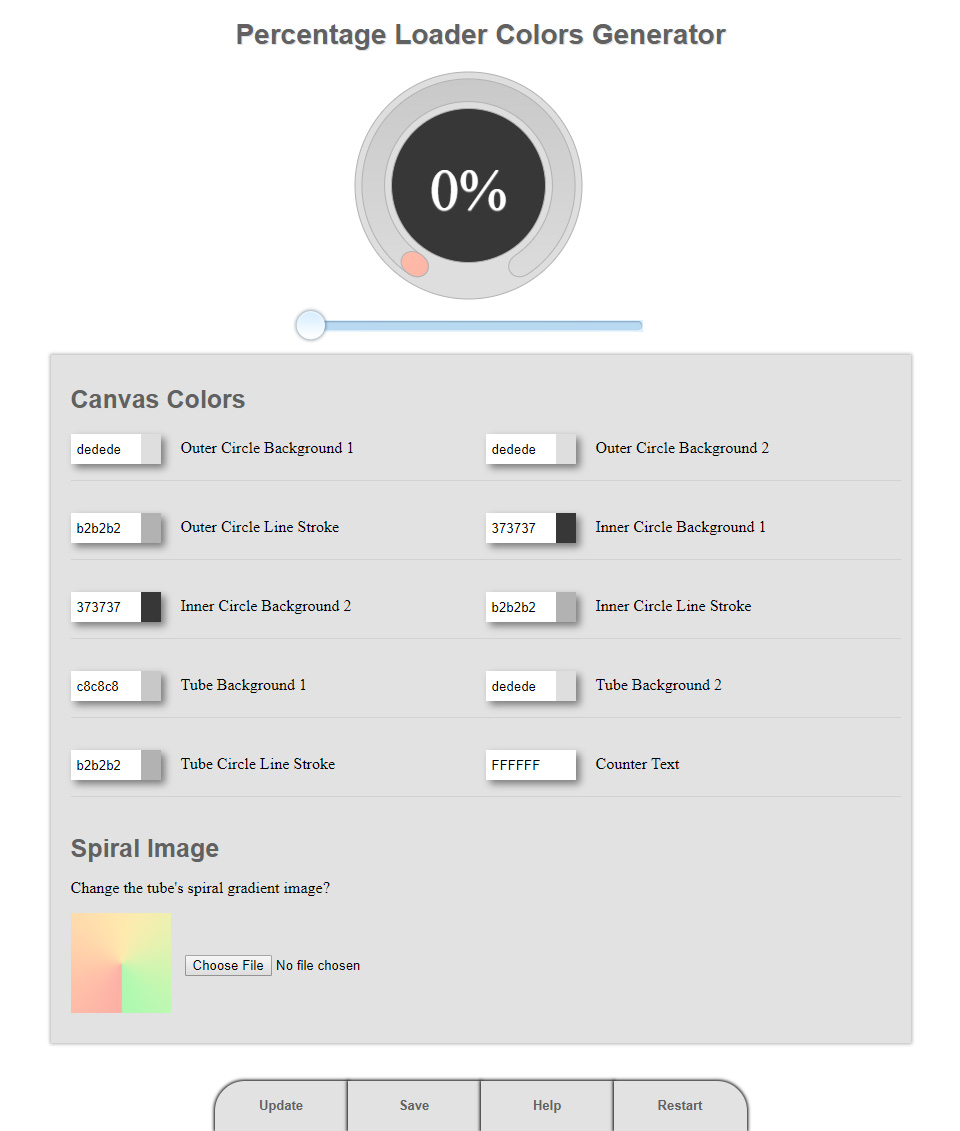 Percentage Loader Colors Generator
0%
Canvas Colors
dedede Outer Circle Background 1 dedede Outer Circle Background 2
b2b2b2 Outer Circle Line Stroke 373737 Inner Circle Background 1
373737 Inner Circle Background 2 b2b2b2 Inner Circle Line Stroke
c8c8c8 Tube Background 1 dedede Tube Background 2
b2b2b2 Tube Circle Line Stroke FFFFFF Counter Text
Spiral Image
Change the tube's spiral gradient image?
Choose File No file chosen
Update Save Help Restart